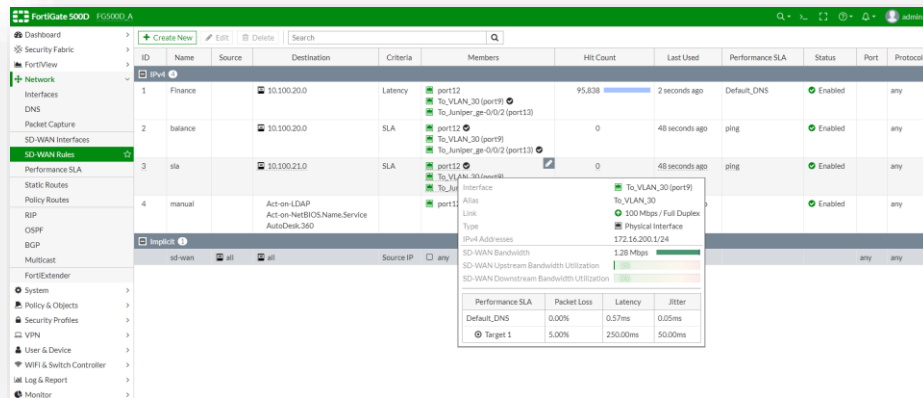 FortiGate 500D FG500D_A
admin
Dashboard
Security Fabric
FortiView
Network
Interfaces
DNS
Packet Capture
SD-WAN Interfaces
SD-WAN Rules
Performance SLA
Static Routes
Policy Routes
RIP
OSPF
BGP
Multicast
FortiExtender
System
Policy & Objects
Security Profiles
VPN
User & Device
WiFi & Switch Controller
Log & Report
Monitor
+ Create New Edit Delete Search
ID Name Source Destination Criteria Members Hit Count Last Used Performance SLA Status Port Protocol
IPv4 4
1 Finance 10.100.20.0 Latency port12 95,838 2 seconds ago Default_DNS Enabled any
To_VLAN_30 (port9)
To_Juniper_ge-0/0/2 (port13)
2 balance 10.100.20.0 SLA port12 0 48 seconds ago ping Enabled any
To_VLAN_30 (port9)
To_Juniper_ge-0/0/2 (port13)
3 sla 10.100.21.0 SLA port12 0 48 seconds ago ping Enabled any
To_VLAN_30 (port9)
4 manual Act-on-LDAP port1 Enabled any
Act-on-NetBIOS.Name.Service
AutoDesk.360
Implicit 1
sd-wan all all Source IP any any any
Interface To_VLAN_30 (port9)
Alias To_VLAN_30
Link 100 Mbps / Full Duplex
Type Physical Interface
IPv4 Addresses 172.16.200.1/24
SD-WAN Bandwidth 1.28 Mbps
SD-WAN Upstream Bandwidth Utilization
SD-WAN Downstream Bandwidth Utilization
Performance SLA Packet Loss Latency Jitter
Default_DNS 0.00% 0.57ms 0.05ms
Target 1 5.00% 250.00ms 50.00ms